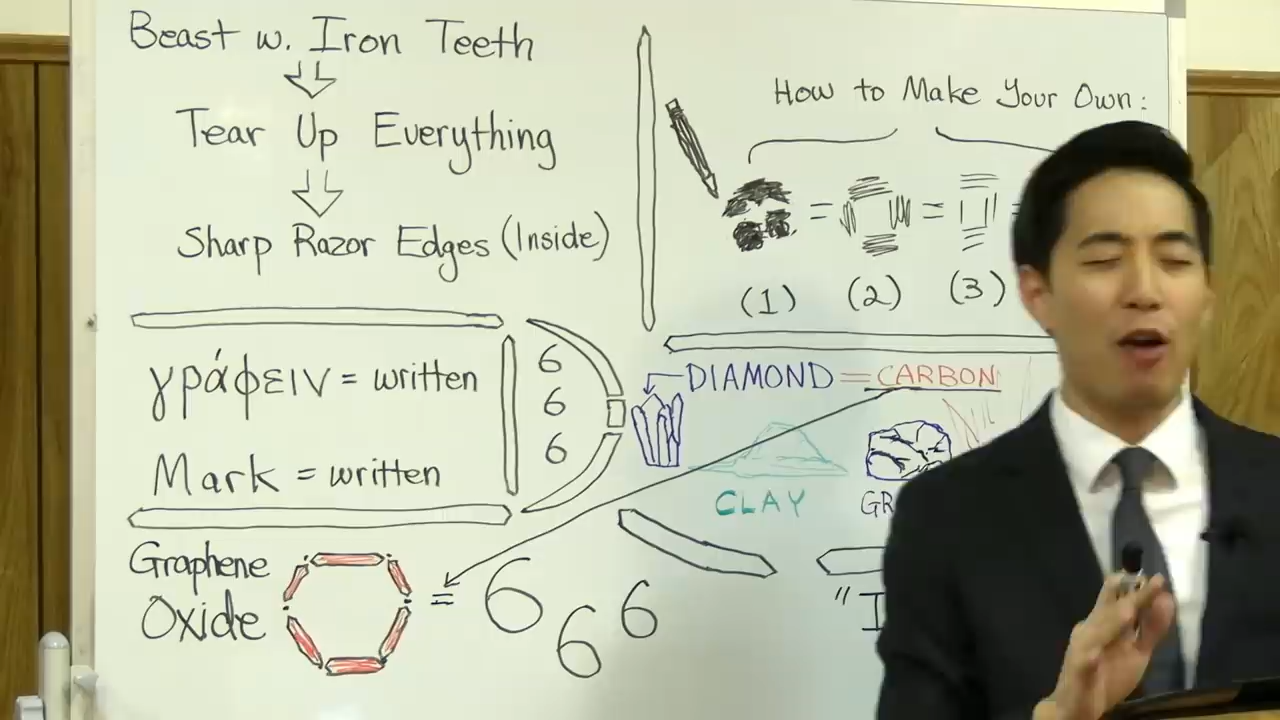 Beast w. Iron Teeth
Tear Up Everything
Sharp Razor Edges (Inside)
γράφειν = written
Mark = written
6
6
6
Graphene
Oxide
= 6 6 6
How to Make Your Own:
= = =
(1) (2) (3)
DIAMOND = CARBON
CLAY